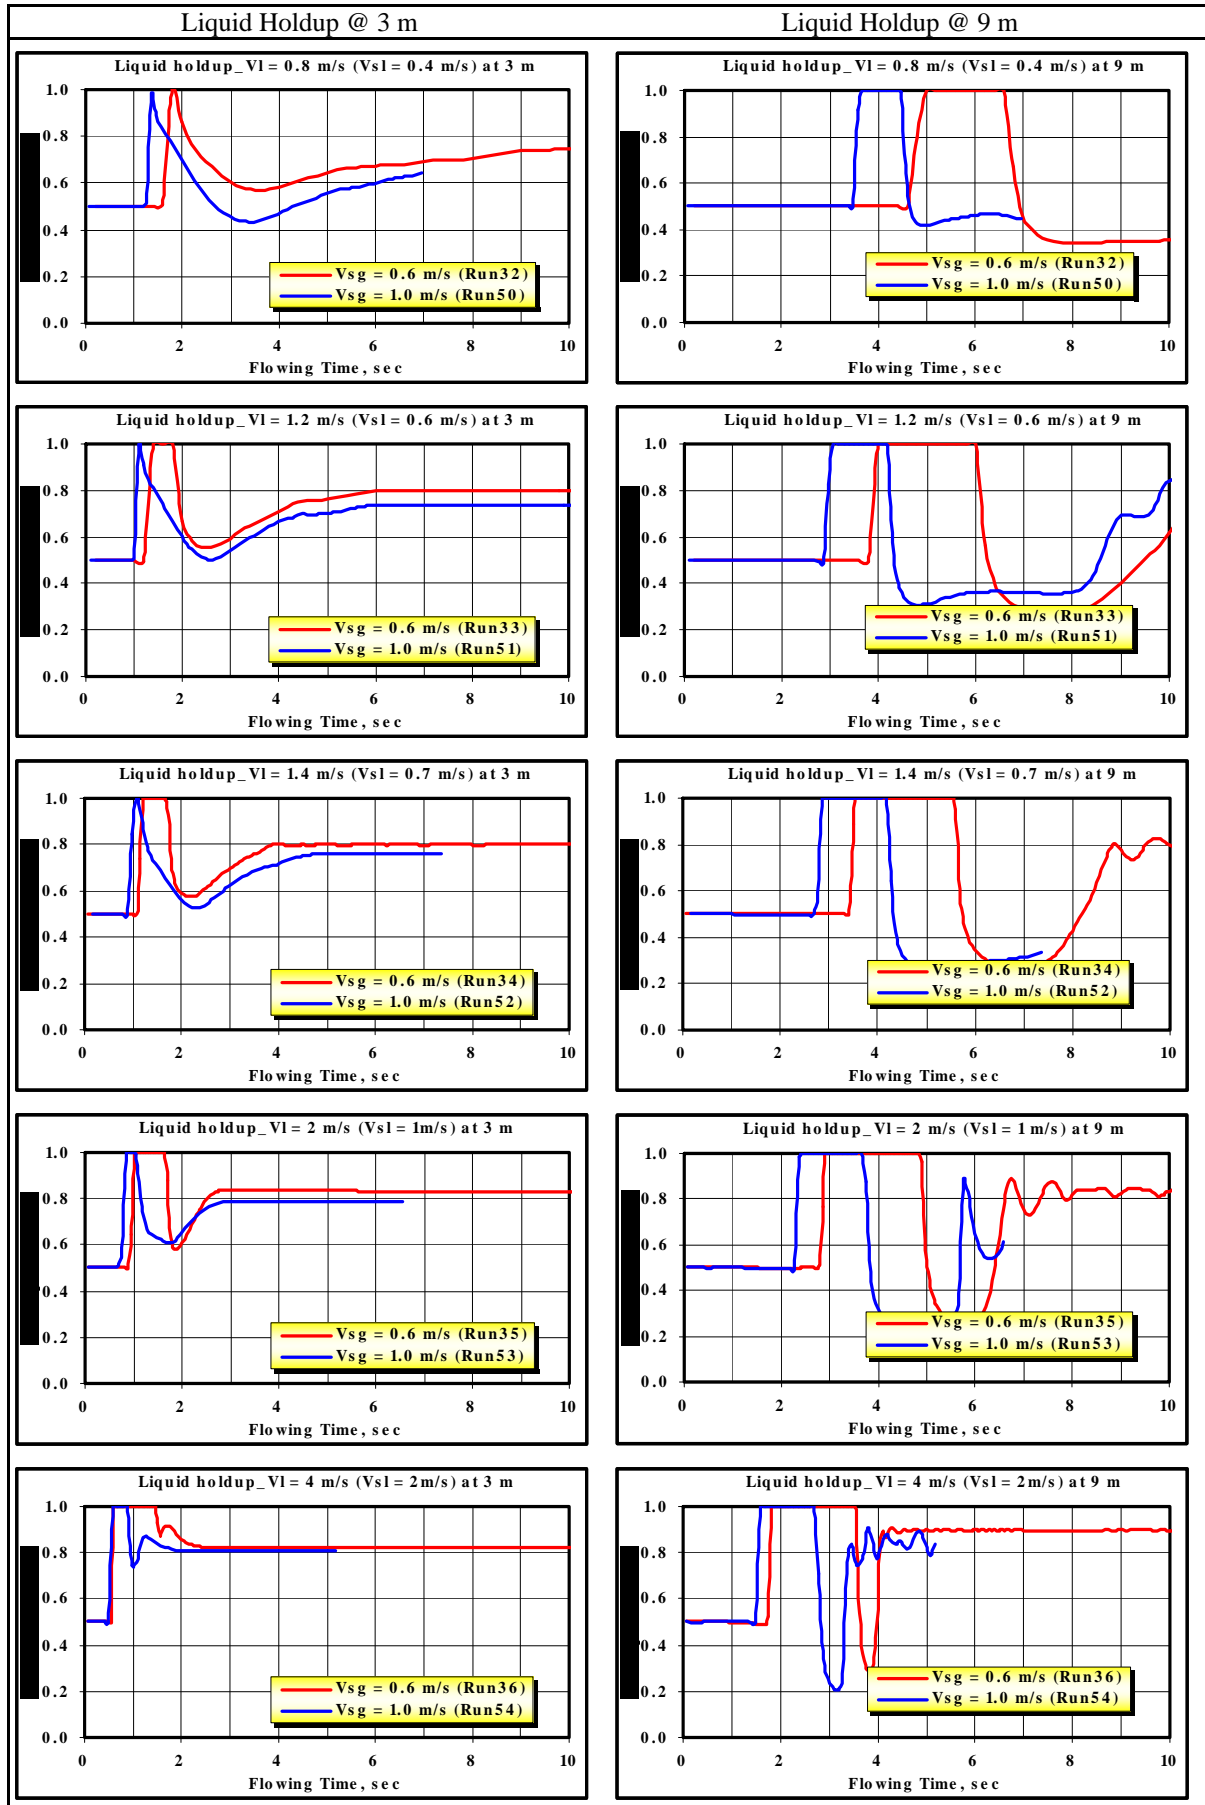 Liquid Holdup @ 3 m
Liquid Holdup @ 9 m
Liquid holdup_Vl = 0.8 m/s (Vsl = 0.4 m/s) at 3 m
1.0
0.8
0.6
0.4
0.2
0.0
Vsg = 0.6 m/s (Run32)
Vsg = 1.0 m/s (Run50)
0 2 4 6 8 10
Flowing Time, sec
Liquid holdup_Vl = 0.8 m/s (Vsl = 0.4 m/s) at 9 m
1.0
0.8
0.6
0.4
0.2
0.0
Vsg = 0.6 m/s (Run32)
Vsg = 1.0 m/s (Run50)
0 2 4 6 8 10
Flowing Time, sec
Liquid holdup_Vl = 1.2 m/s (Vsl = 0.6 m/s) at 3 m
1.0
0.8
0.6
0.4
0.2
0.0
Vsg = 0.6 m/s (Run33)
Vsg = 1.0 m/s (Run51)
0 2 4 6 8 10
Flowing Time, sec
Liquid holdup_Vl = 1.2 m/s (Vsl = 0.6 m/s) at 9 m
1.0
0.8
0.6
0.4
0.2
0.0
Vsg = 0.6 m/s (Run33)
Vsg = 1.0 m/s (Run51)
0 2 4 6 8 10
Flowing Time, sec
Liquid holdup_Vl = 1.4 m/s (Vsl = 0.7 m/s) at 3 m
1.0
0.8
0.6
0.4
0.2
0.0
Vsg = 0.6 m/s (Run34)
Vsg = 1.0 m/s (Run52)
0 2 4 6 8 10
Flowing Time, sec
Liquid holdup_Vl = 1.4 m/s (Vsl = 0.7 m/s) at 9 m
1.0
0.8
0.6
0.4
0.2
0.0
Vsg = 0.6 m/s (Run34)
Vsg = 1.0 m/s (Run52)
0 2 4 6 8 10
Flowing Time, sec
Liquid holdup_Vl = 2 m/s (Vsl = 1m/s) at 3 m
1.0
0.8
0.6
0.4
0.2
0.0
Vsg = 0.6 m/s (Run35)
Vsg = 1.0 m/s (Run53)
0 2 4 6 8 10
Flowing Time, sec
Liquid holdup_Vl = 2 m/s (Vsl = 1m/s) at 9 m
1.0
0.8
0.6
0.4
0.2
0.0
Vsg = 0.6 m/s (Run35)
Vsg = 1.0 m/s (Run53)
0 2 4 6 8 10
Flowing Time, sec
Liquid holdup_Vl = 4 m/s (Vsl = 2m/s) at 3 m
1.0
0.8
0.6
0.4
0.2
0.0
Vsg = 0.6 m/s (Run36)
Vsg = 1.0 m/s (Run54)
0 2 4 6 8 10
Flowing Time, sec
Liquid holdup_Vl = 4 m/s (Vsl = 2m/s) at 9 m
1.0
0.8
0.6
0.4
0.2
0.0
Vsg = 0.6 m/s (Run36)
Vsg = 1.0 m/s (Run54)
0 2 4 6 8 10
Flowing Time, sec